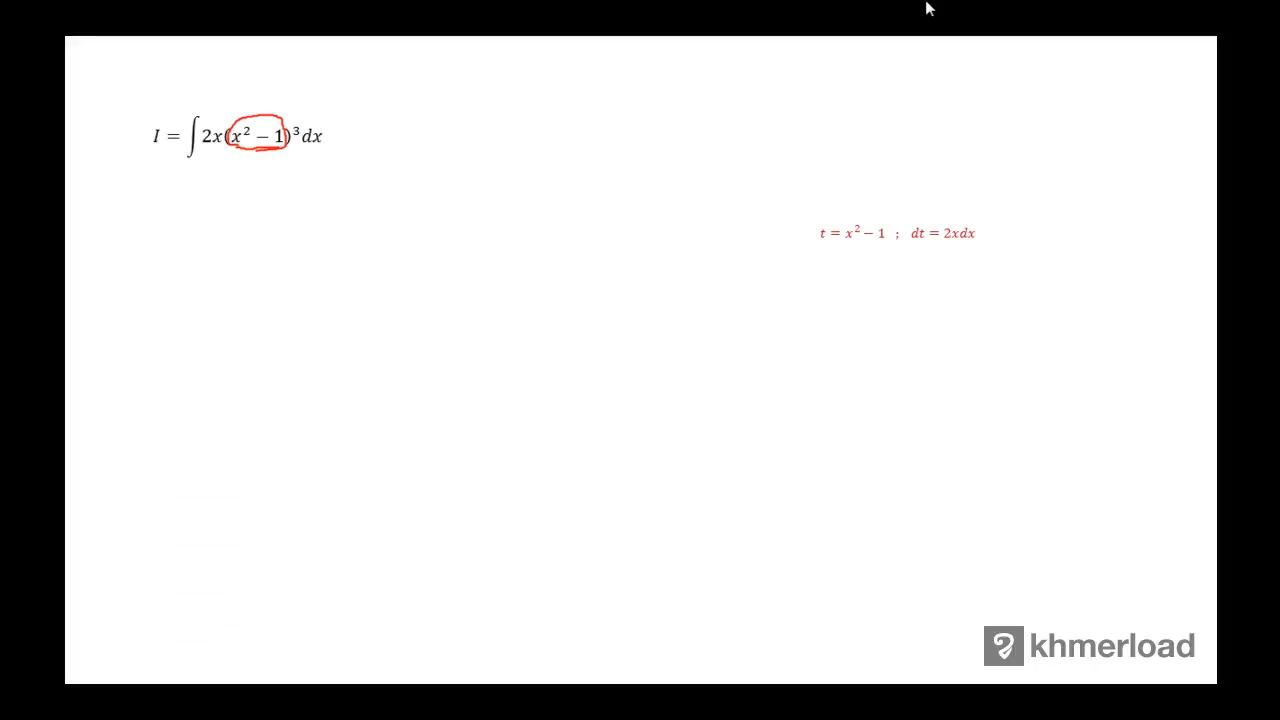 I = ∫ 2x(x² − 1)³dx
t = x² − 1 ; dt = 2xdx
khmerload